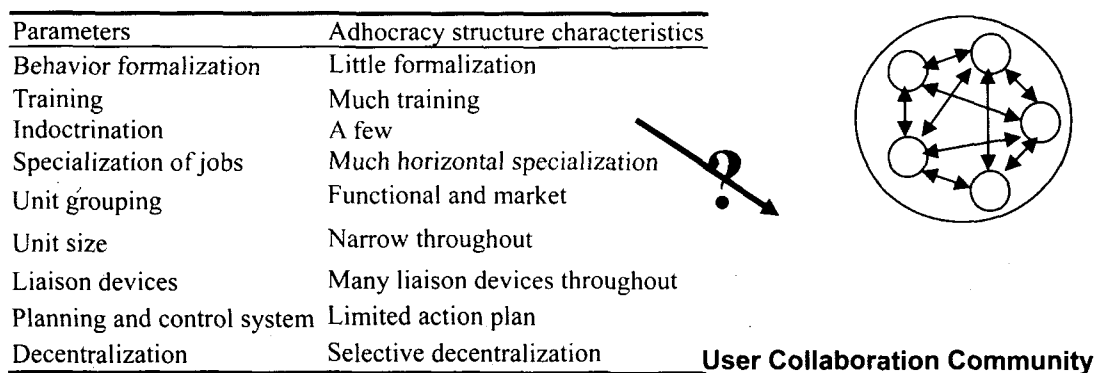 Parameters Adhocracy structure characteristics
Behavior formalization Little formalization
Training Much training
Indoctrination A few
Specialization of jobs Much horizontal specialization
Unit grouping Functional and market
Unit size Narrow throughout
Liaison devices Many liaison devices throughout
Planning and control system Limited action plan
Decentralization Selective decentralization
?
User Collaboration Community